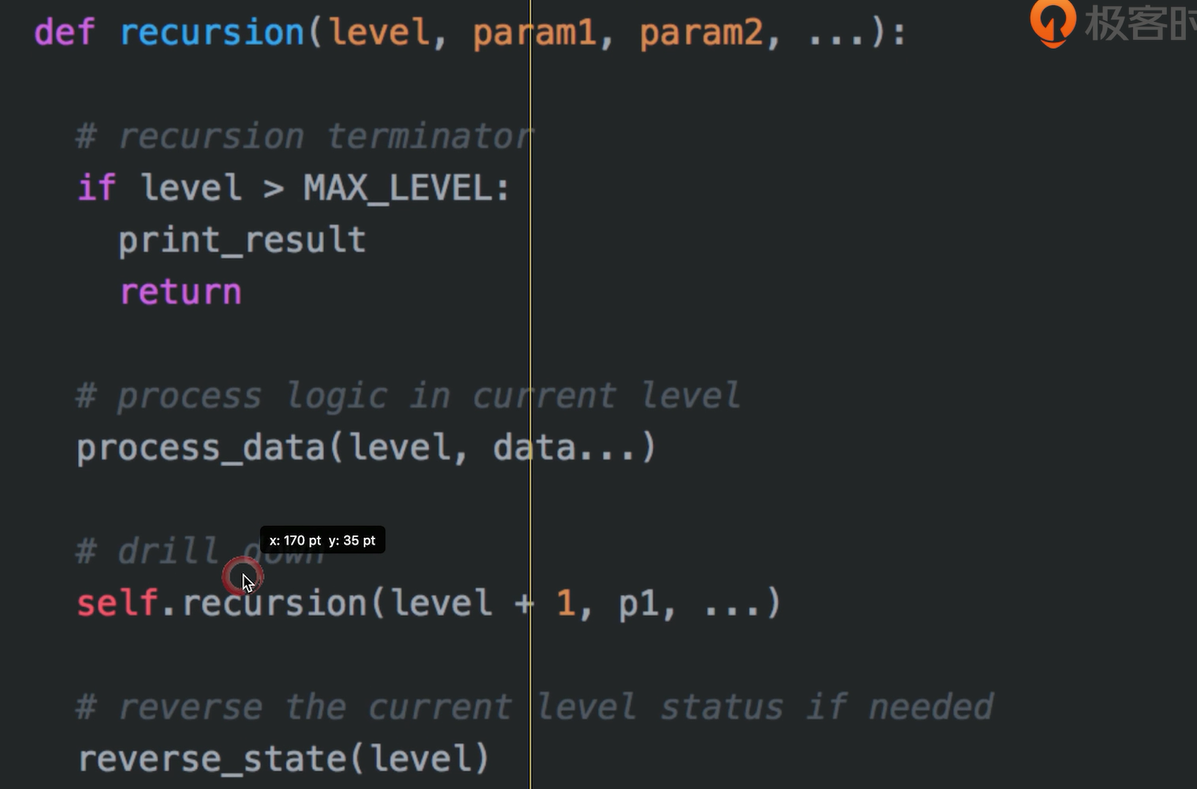 def recursion(level, param1, param2, ...):
极客时
# recursion terminator
if level > MAX_LEVEL:
print_result
return
# process logic in current level
process_data(level, data...)
x: 170 pt y: 35 pt
# drill down
self.recursion(level + 1, p1, ...)
# reverse the current level status if needed
reverse_state(level)